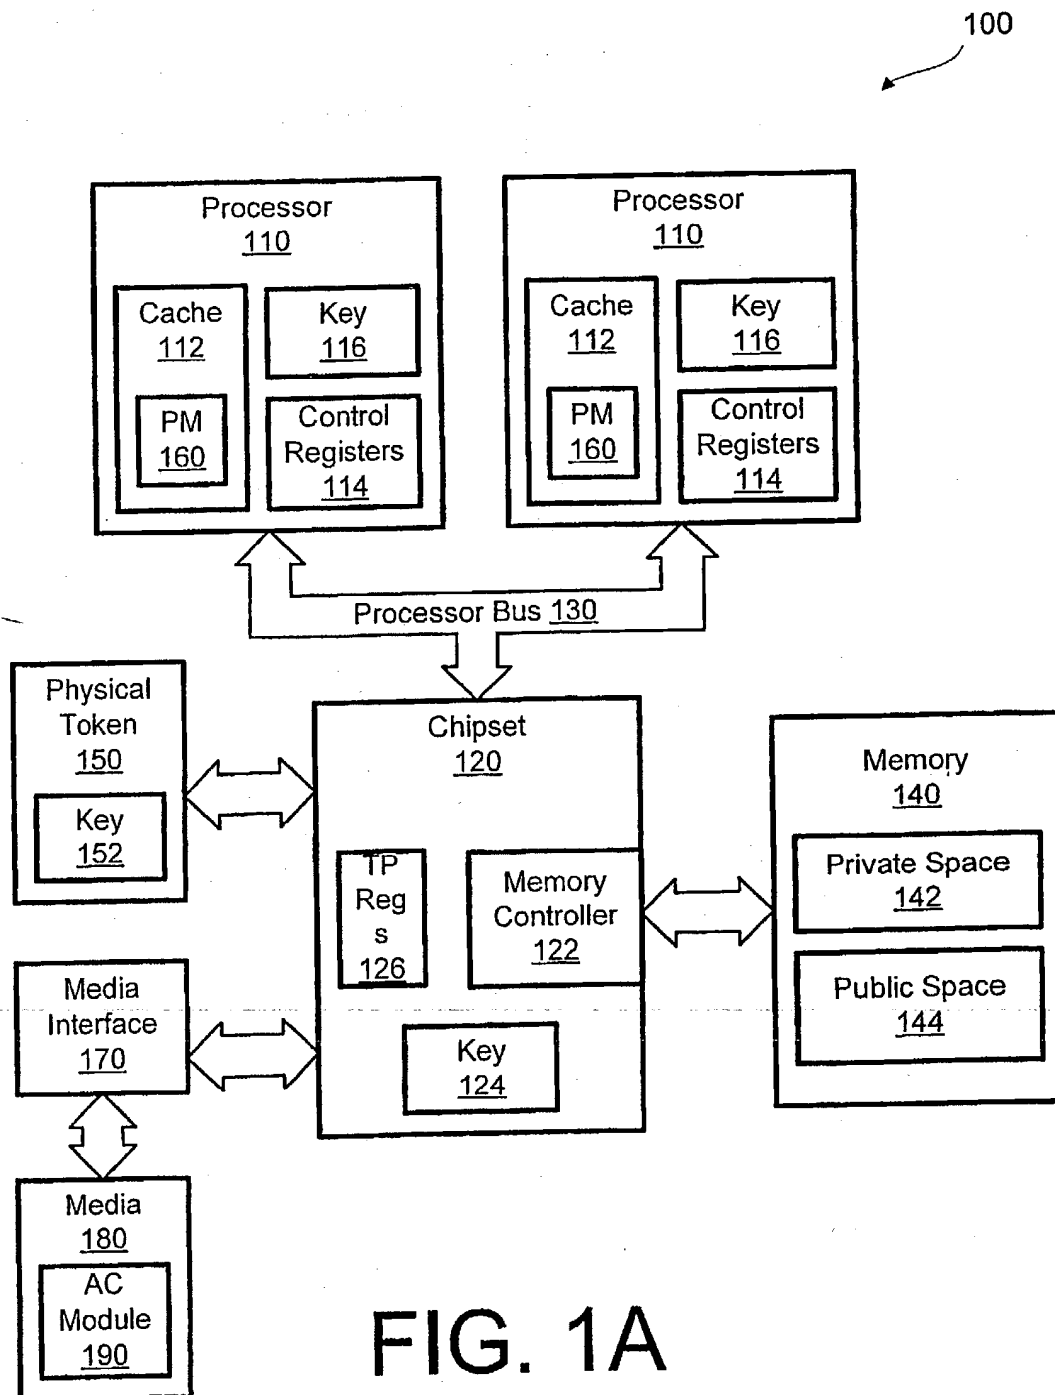 100
Processor
110
Cache
112
PM
160
Key
116
Control
Registers
114
Processor
110
Cache
112
PM
160
Key
116
Control
Registers
114
Processor Bus 130
Physical
Token
150
Key
152
Chipset
120
TP
Reg
s
126
Memory
Controller
122
Key
124
Memory
140
Private Space
142
Public Space
144
Media
Interface
170
Media
180
AC
Module
190
FIG. 1A